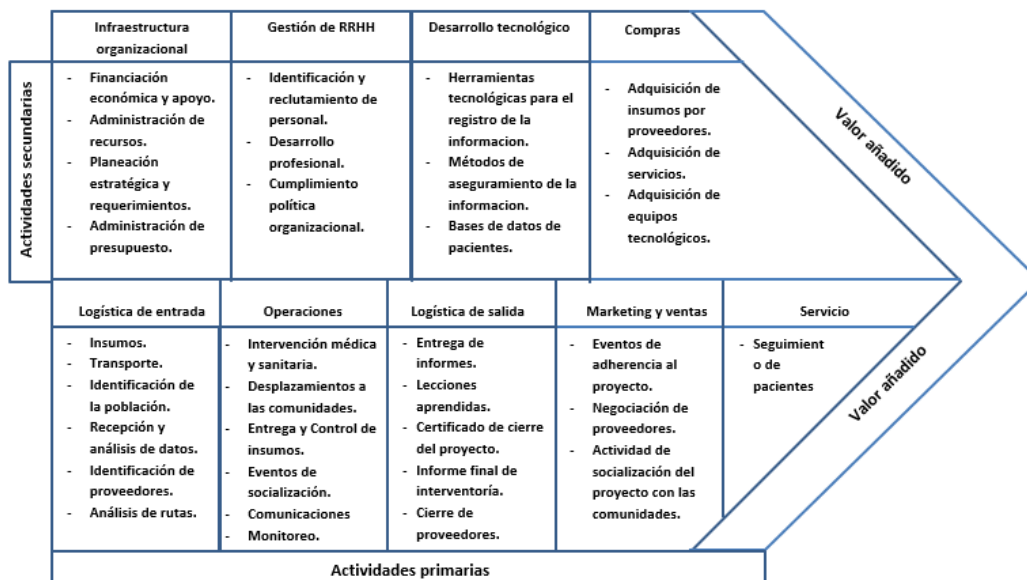 Infraestructura
organizacional
Gestión de RRHH
Desarrollo tecnológico
Compras
Actividades secundarias
- Financiación
económica y apoyo.
- Administración de
recursos.
- Planeación
estratégica y
requerimientos.
- Administración de
presupuesto.
- Identificación y
reclutamiento de
personal.
- Desarrollo
profesional.
- Cumplimiento
política
organizacional.
- Herramientas
tecnológicas para el
registro de la
informacion.
- Métodos de
aseguramiento de la
informacion.
- Bases de datos de
pacientes.
- Adquisición de
insumos por
proveedores.
- Adquisición de
servicios.
- Adquisición de
equipos
tecnológicos.
Valor añadido
Logística de entrada
Operaciones
Logística de salida
Marketing y ventas
Servicio
- Insumos.
- Transporte.
- Identificación de
la población.
- Recepción y
análisis de datos.
- Identificación de
proveedores.
- Análisis de rutas.
- Intervención médica
y sanitaria.
- Desplazamientos a
las comunidades.
- Entrega y Control de
insumos.
- Eventos de
socialización.
- Comunicaciones
- Monitoreo.
- Entrega de
informes.
- Lecciones
aprendidas.
- Certificado de cierre
del proyecto.
- Informe final de
interventoría.
- Cierre de
proveedores.
- Eventos de
adherencia al
proyecto.
- Negociación de
proveedores.
- Actividad de
socialización del
proyecto con las
comunidades.
- Seguimient
o de
pacientes
Valor añadido
Actividades primarias